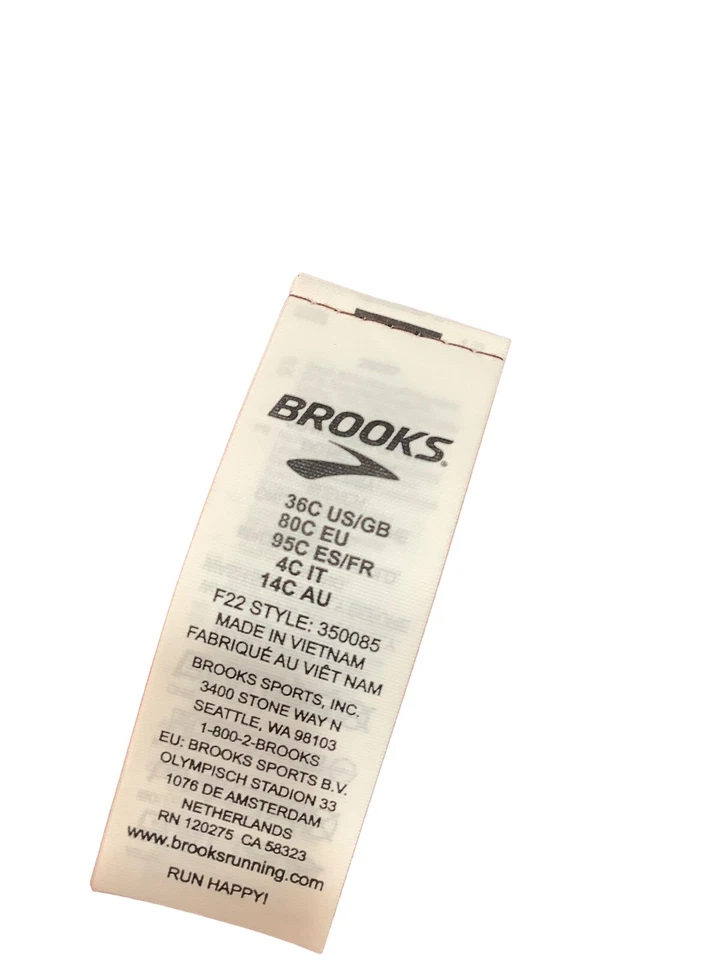 BROOKS®
36C US/GB
80C EU
95C ES/FR
4C IT
14C AU
F22 STYLE: 350085
MADE IN VIETNAM
FABRIQUÉ AU VIÊT NAM
BROOKS SPORTS, INC.
3400 STONE WAY N
SEATTLE, WA 98103
1-800-2-BROOKS
EU: BROOKS SPORTS B.V.
OLYMPISCH STADION 33
1076 DE AMSTERDAM
NETHERLANDS
RN 120275 CA 58323
www.brooksrunning.com
RUN HAPPY!